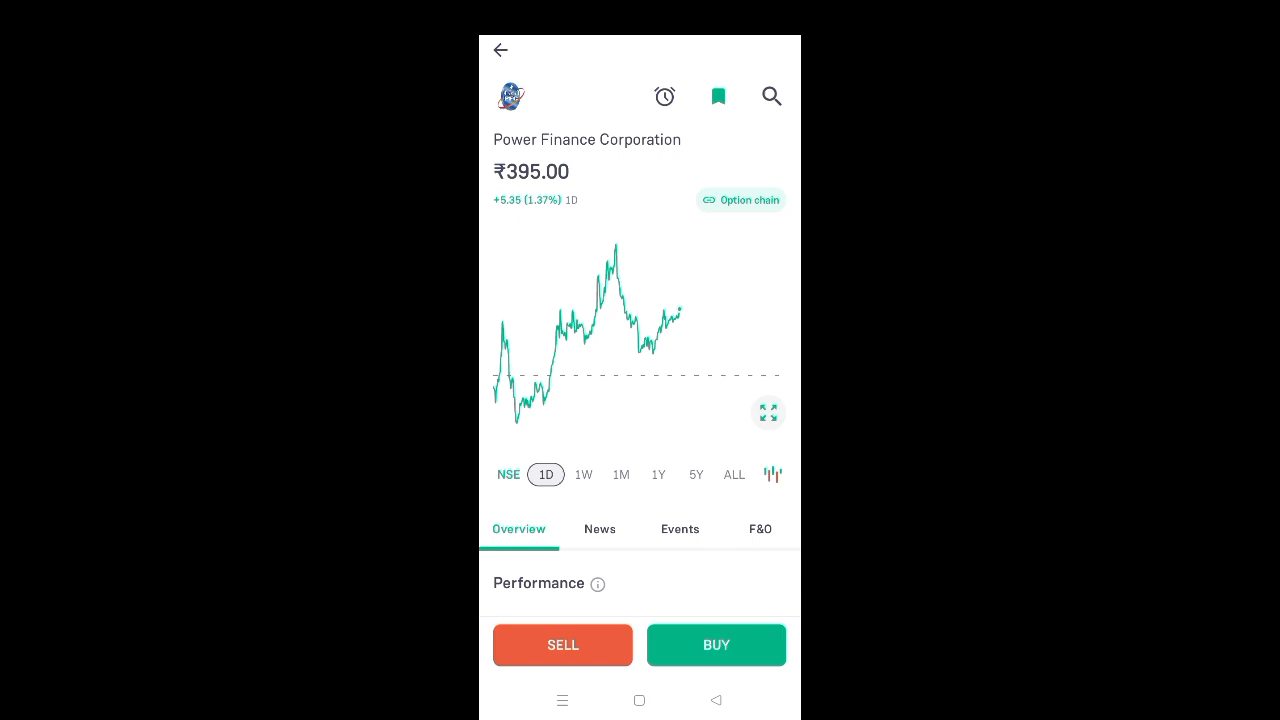 Power Finance Corporation
₹395.00
+5.35 (1.37%) 1D
Option chain
NSE 1D 1W 1M 1Y 5Y ALL
Overview News Events F&O
Performance
SELL BUY